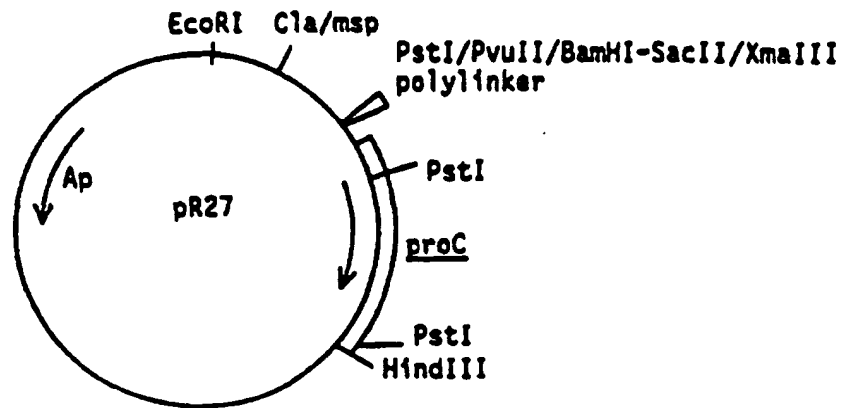 EcoRI Cla/msp
PstI/PvuII/BamHI-SacII/XmaIII
polylinker
PstI
Ap
pR27
proC
PstI
HindIII